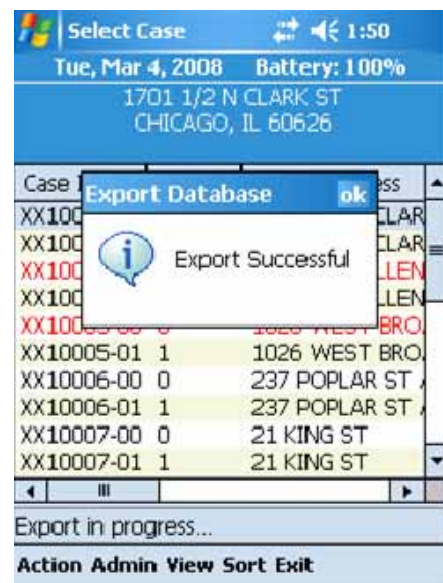 Select Case 1:50
Tue, Mar 4, 2008 Battery: 100%
1701 1/2 N CLARK ST
CHICAGO, IL 60626
Case
Export Database ok
Export Successful
XX10005-01 1 1026 WEST BRO
XX10006-00 0 237 POPLAR ST
XX10006-01 1 237 POPLAR ST
XX10007-00 0 21 KING ST
XX10007-01 1 21 KING ST
Export in progress...
Action Admin View Sort Exit